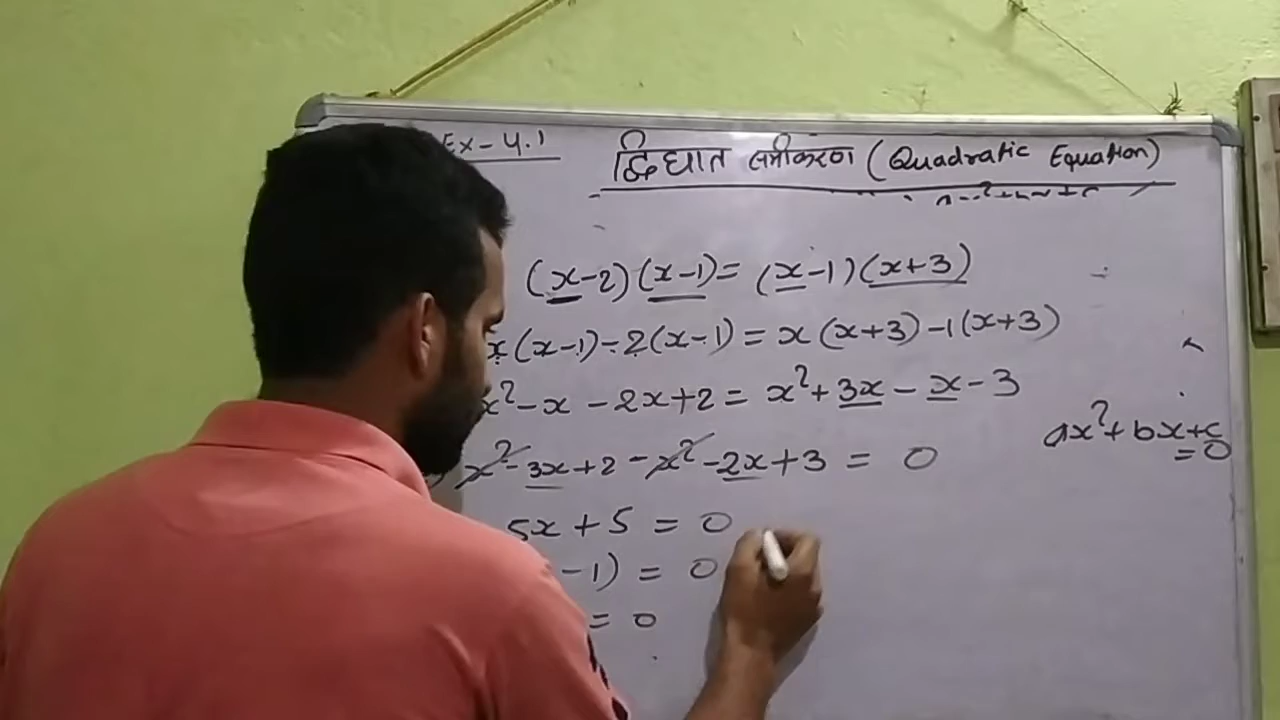 Ex-4.1
द्विघात समीकरण (Quadratic Equation)
(x-2)(x-1)= (x-1)(x+3)
x(x-1)-2(x-1)= x(x+3)-1(x+3)
x²-x-2x+2= x²+3x-x-3
x²-3x+2-x²-2x+3 = 0
ax²+bx+c
=0
5x+5=0
-1)=0
=0